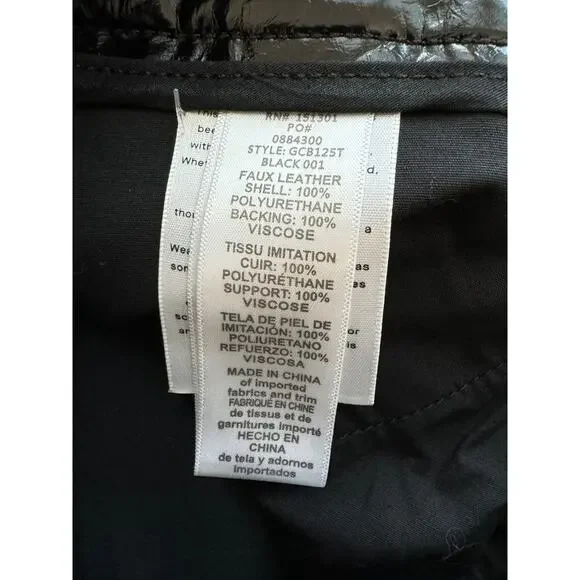 RN# 151301
PO#
0884300
STYLE: GCB125T
BLACK 001
FAUX LEATHER
SHELL: 100%
POLYURETHANE
BACKING: 100%
VISCOSE
TISSU IMITATION
CUIR: 100%
POLYURÉTHANE
SUPPORT: 100%
VISCOSE
TELA DE PIEL DE
IMITACIÓN: 100%
POLIURETANO
REFUERZO: 100%
VISCOSA
MADE IN CHINA
of imported
fabrics and trim
FABRIQUÉ EN CHINE
de tissus et de
garnitures importé
HECHO EN
CHINA
de tela y adornos
importados